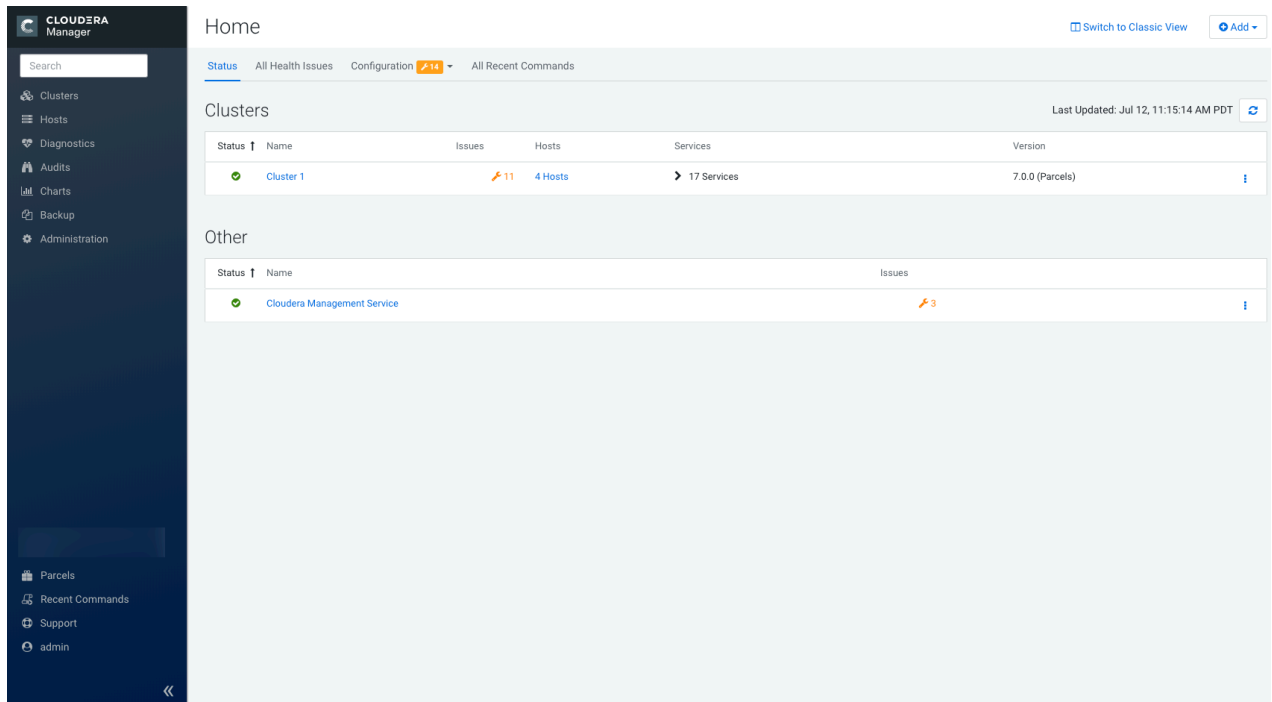 CLOUDERA
Manager
Search
Clusters
Hosts
Diagnostics
Audits
Charts
Backup
Administration
Parcels
Recent Commands
Support
admin
Home
Switch to Classic View
Add
Status All Health Issues Configuration 14 All Recent Commands
Clusters
Last Updated: Jul 12, 11:15:14 AM PDT
Status Name Issues Hosts Services Version
Cluster 1 11 4 Hosts 17 Services 7.0.0 (Parcels)
Other
Status Name Issues
Cloudera Management Service 3